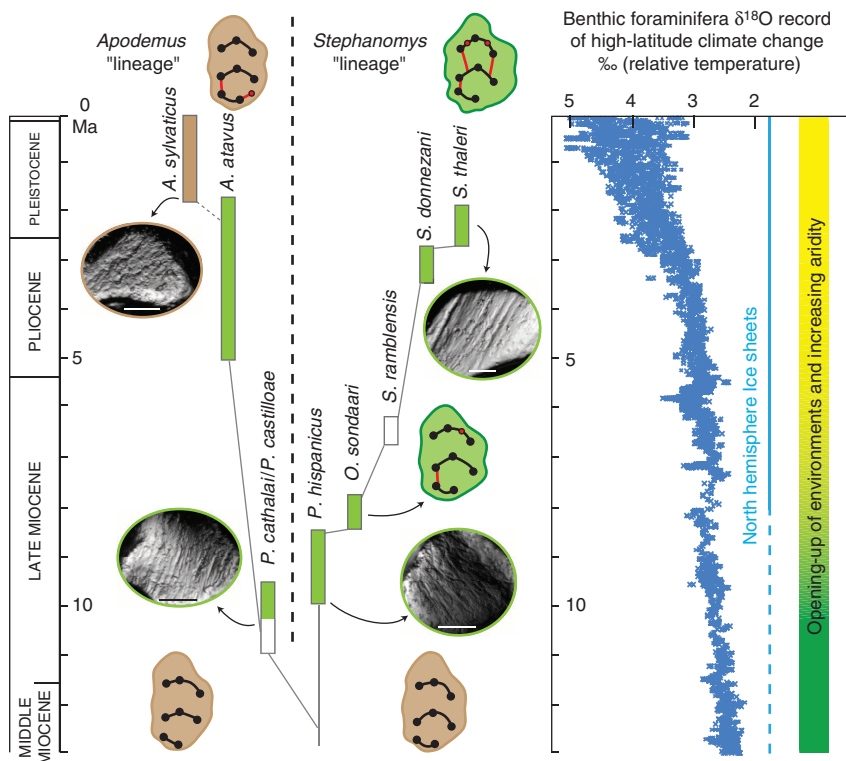 Apodemus
"lineage"
Stephanomys
"lineage"
Benthic foraminifera δ18O record
of high-latitude climate change
‰ (relative temperature)
5 4 3 2
0
Ma
5
10
PLEISTOCENE
PLIOCENE
LATE MIOCENE
MIDDLE
MIOCENE
A. sylvaticus
A. atavus
P. cathalai/P. castilloae
P. hispanicus
O. sondaari
S. ramblensis
S. donnezani
S. thaleri
5
10
North hemisphere Ice sheets
Opening-up of environments and increasing aridity